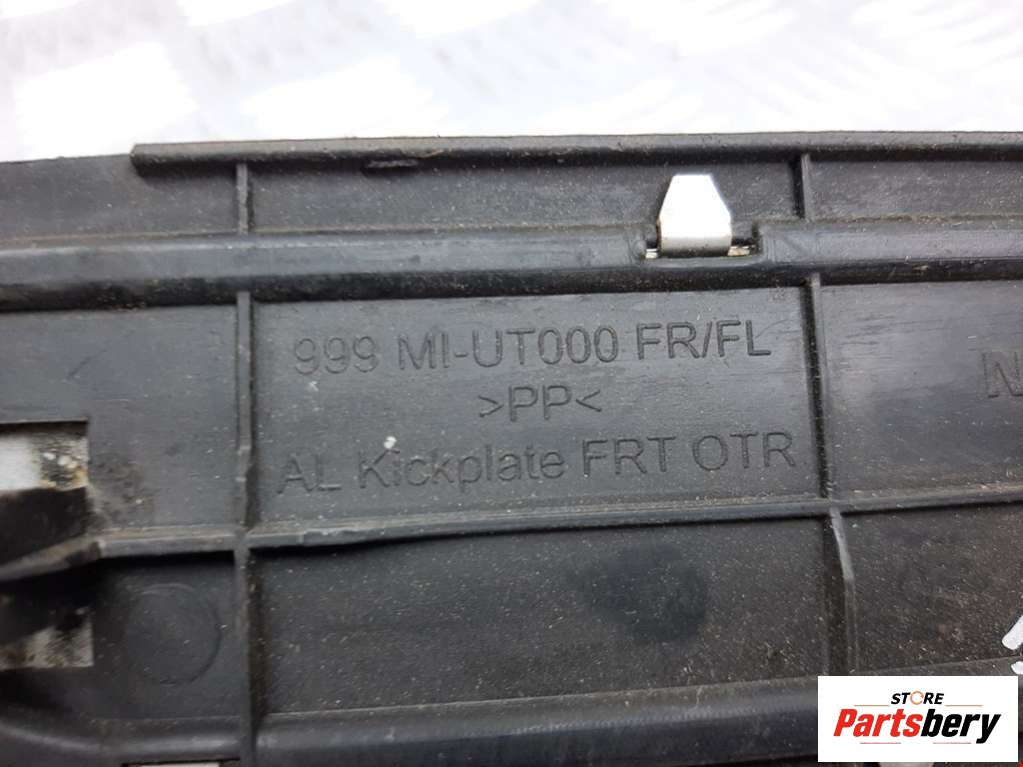 999 MI-UT000 FR/FL
>PP<
AL Kickplate FRT OTR
N
STORE
Partsbery